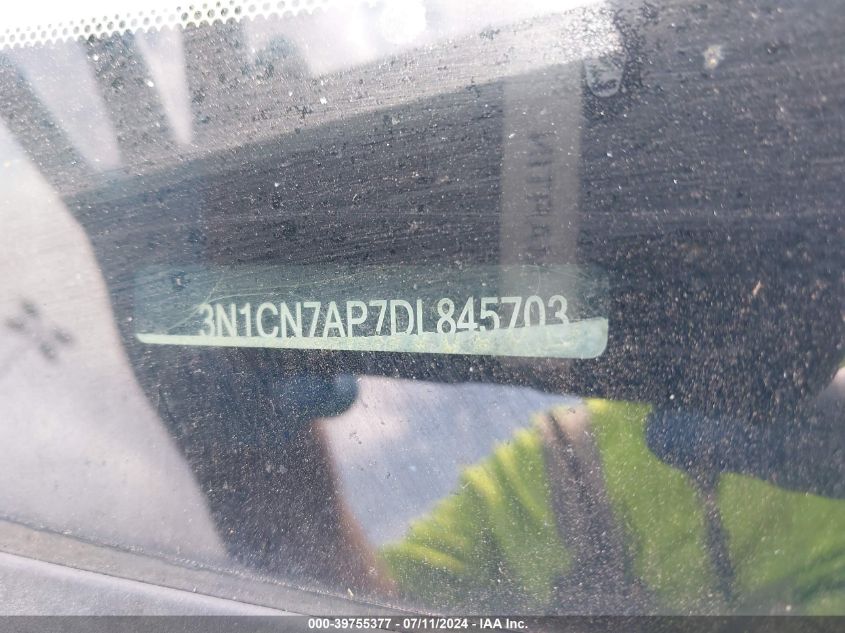 3N1CN7AP7DL845703
000-39755377 - 07/11/2024 - IAA Inc.